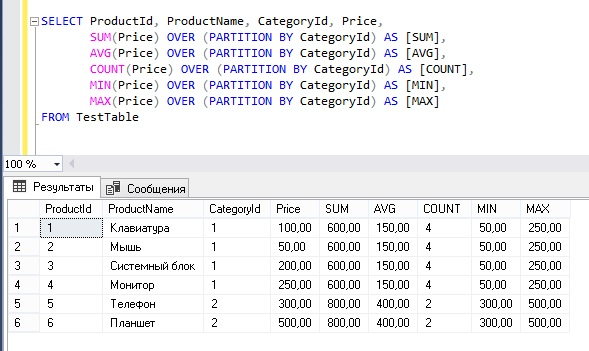 SELECT ProductId, ProductName, CategoryId, Price,
SUM(Price) OVER (PARTITION BY CategoryId) AS [SUM],
AVG(Price) OVER (PARTITION BY CategoryId) AS [AVG],
COUNT(Price) OVER (PARTITION BY CategoryId) AS [COUNT],
MIN(Price) OVER (PARTITION BY CategoryId) AS [MIN],
MAX(Price) OVER (PARTITION BY CategoryId) AS [MAX]
FROM TestTable
100 %
Результаты Сообщения
ProductId ProductName CategoryId Price SUM AVG COUNT MIN MAX
1 1 Клавиатура 1 100,00 600,00 150,00 4 50,00 250,00
2 2 Мышь 1 50,00 600,00 150,00 4 50,00 250,00
3 3 Системный блок 1 200,00 600,00 150,00 4 50,00 250,00
4 4 Монитор 1 250,00 600,00 150,00 4 50,00 250,00
5 5 Телефон 2 300,00 800,00 400,00 2 300,00 500,00
6 6 Планшет 2 500,00 800,00 400,00 2 300,00 500,00